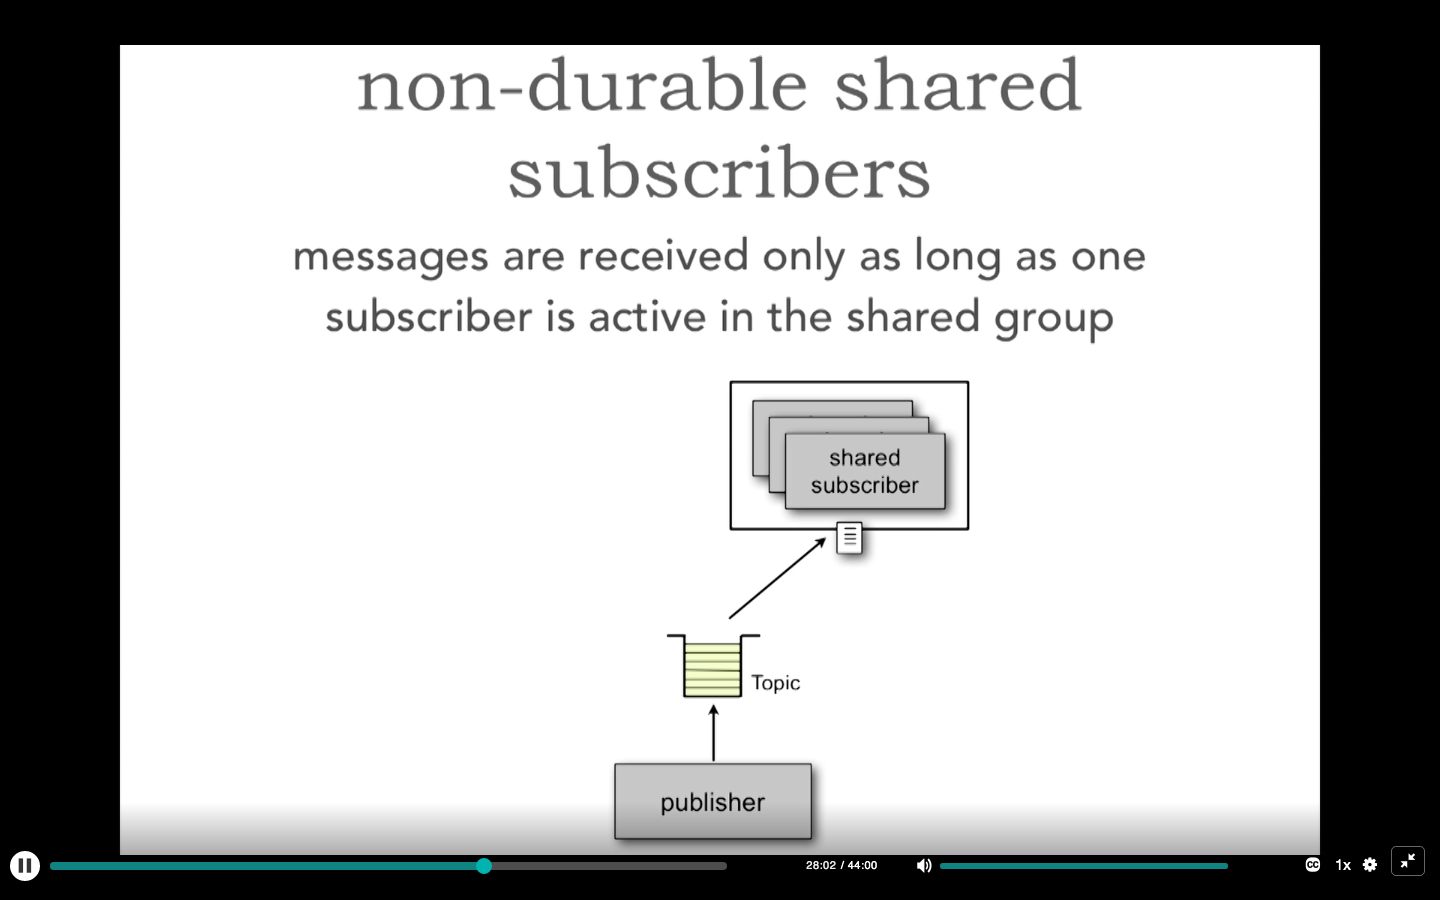 non-durable shared
subscribers
messages are received only as long as one
subscriber is active in the shared group
shared
subscriber
Topic
publisher
28:02 / 44:00
CC
1x